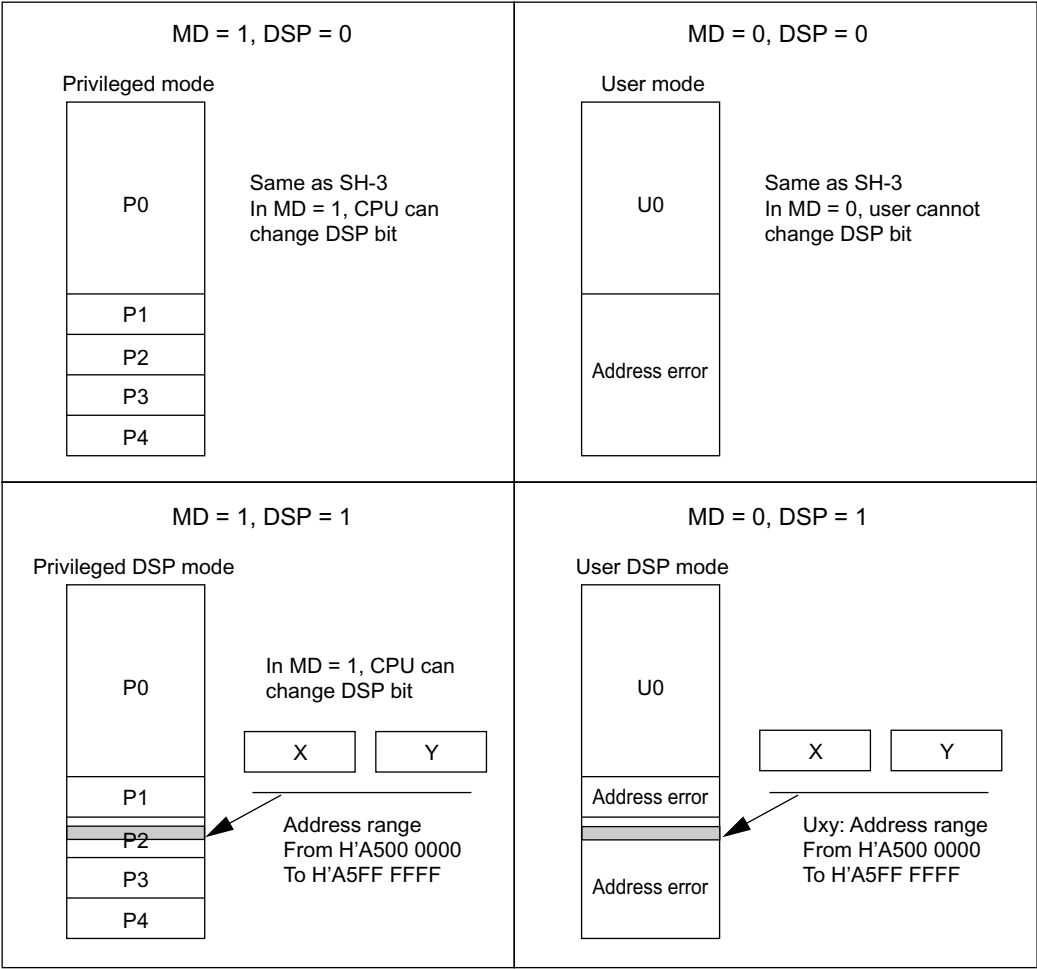 MD = 1, DSP = 0
Privileged mode
P0
P1
P2
P3
P4
Same as SH-3
In MD = 1, CPU can
change DSP bit
MD = 0, DSP = 0
User mode
U0
Address error
Same as SH-3
In MD = 0, user cannot
change DSP bit
MD = 1, DSP = 1
Privileged DSP mode
P0
P1
P2
P3
P4
In MD = 1, CPU can
change DSP bit
X Y
Address range
From H'A500 0000
To H'A5FF FFFF
MD = 0, DSP = 1
User DSP mode
U0
Address error
Address error
X Y
Uxy: Address range
From H'A500 0000
To H'A5FF FFFF